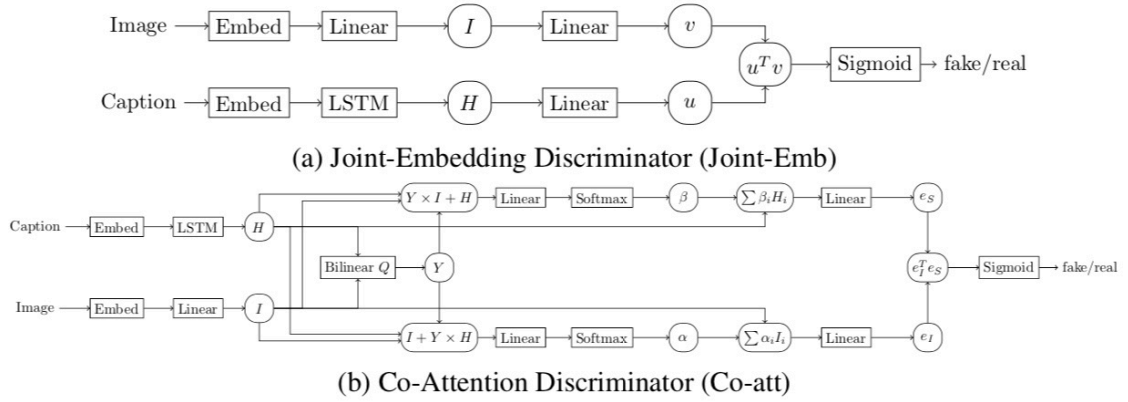 Image Embed Linear I Linear v
u^T v Sigmoid fake/real
Caption Embed LSTM H Linear u
(a) Joint-Embedding Discriminator (Joint-Emb)
Y × I + H Linear Softmax β ∑ β_i H_i Linear e_S
Caption Embed LSTM H
Bilinear Q Y e_I^T e_S Sigmoid fake/real
Image Embed Linear I
I + Y × H Linear Softmax α ∑ α_i I_i Linear e_I
(b) Co-Attention Discriminator (Co-att)